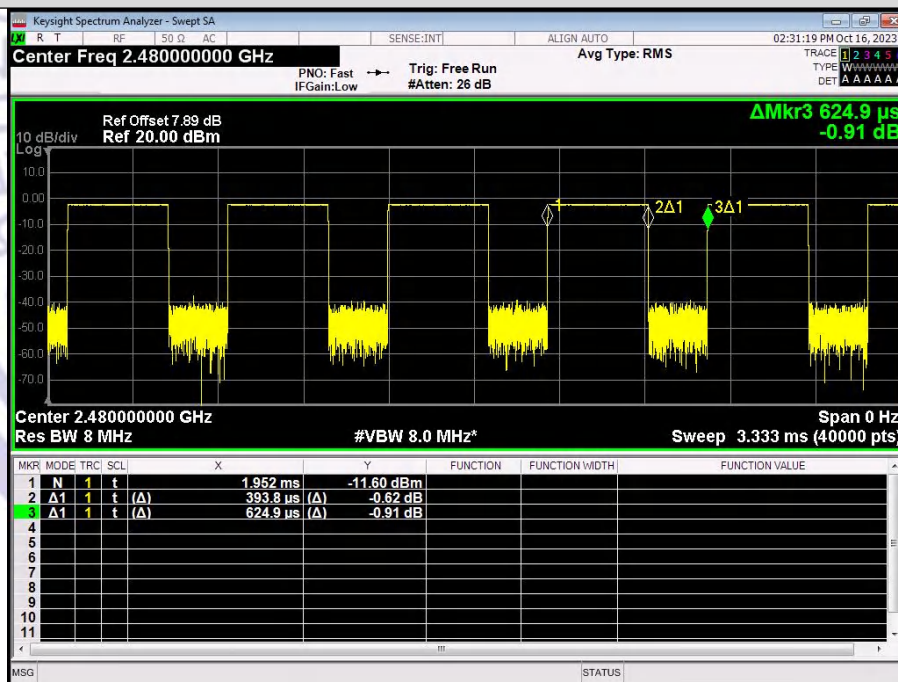 Keysight Spectrum Analyzer - Swept SA
LXI R T RF 50 Ω AC SENSE:INT ALIGN AUTO 02:31:19 PM Oct 16, 2023
Center Freq 2.480000000 GHz
PNO: Fast
IFGain:Low
Trig: Free Run
#Atten: 26 dB
Avg Type: RMS
TRACE 1 2 3 4 5
TYPE W
DET A A A A A
ΔMkr3 624.9 µs
-0.91 dB
Ref Offset 7.89 dB
10 dB/div Ref 20.00 dBm
Log
10.0
0.00
-10.0
-20.0
-30.0
-40.0
-50.0
-60.0
-70.0
1 2Δ1 3Δ1
Center 2.480000000 GHz Span 0 Hz
Res BW 8 MHz #VBW 8.0 MHz* Sweep 3.333 ms (40000 pts)
MKR MODE TRC SCL X Y FUNCTION FUNCTION WIDTH FUNCTION VALUE
1 N 1 t 1.952 ms -11.60 dBm
2 Δ1 1 t (Δ) 393.8 µs (Δ) -0.62 dB
3 Δ1 1 t (Δ) 624.9 µs (Δ) -0.91 dB
4
5
6
7
8
9
10
11
MSG STATUS